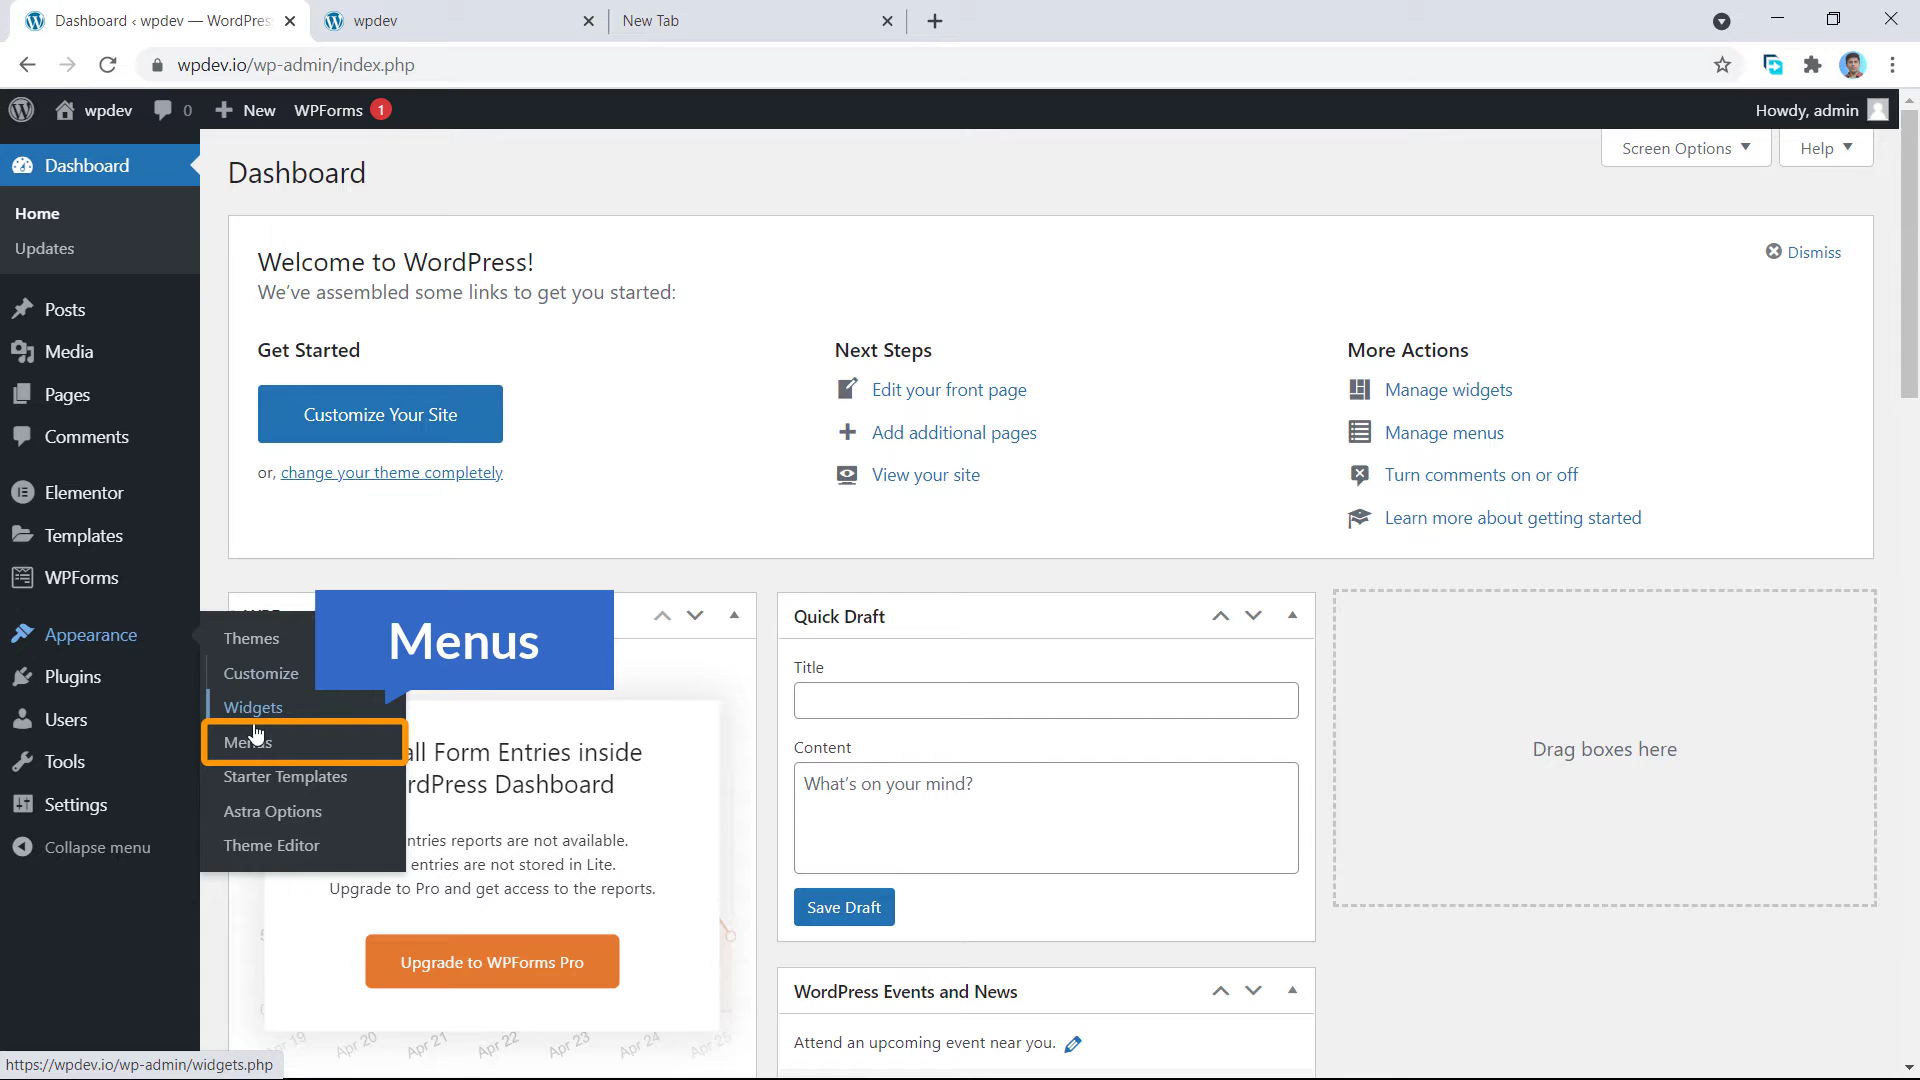 Dashboard ‹ wpdev — WordPress
wpdev
New Tab
wpdev.io/wp-admin/index.php
wpdev
0
New
WPForms
1
Howdy, admin
Dashboard
Home
Updates
Posts
Media
Pages
Comments
Elementor
Templates
WPForms
Appearance
Plugins
Users
Tools
Settings
Collapse menu
Themes
Customize
Widgets
Menus
Starter Templates
Astra Options
Theme Editor
Menus
Screen Options
Help
Dashboard
Welcome to WordPress!
We've assembled some links to get you started:
Dismiss
Get Started
Customize Your Site
or, change your theme completely
Next Steps
Edit your front page
Add additional pages
View your site
More Actions
Manage widgets
Manage menus
Turn comments on or off
Learn more about getting started
all Form Entries inside
rdPress Dashboard
ntries reports are not available.
entries are not stored in Lite.
Upgrade to Pro and get access to the reports.
Upgrade to WPForms Pro
Apr 20
Apr 21
Apr 22
Apr 23
Apr 24
Apr 25
Quick Draft
Title
Content
What's on your mind?
Save Draft
WordPress Events and News
Attend an upcoming event near you.
Drag boxes here
https://wpdev.io/wp-admin/widgets.php